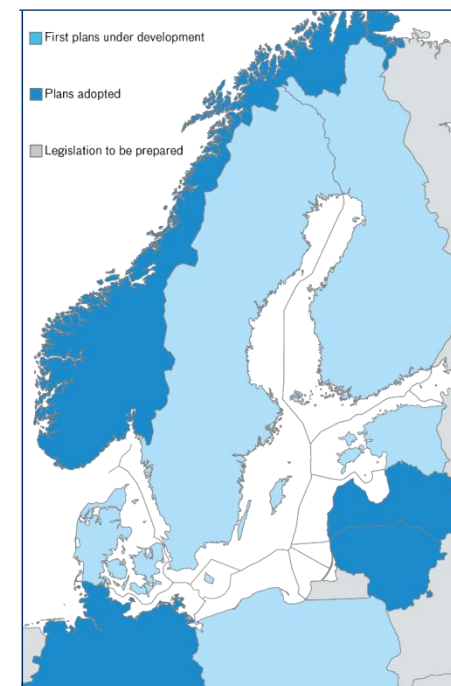 First plans under development
Plans adopted
Legislation to be prepared